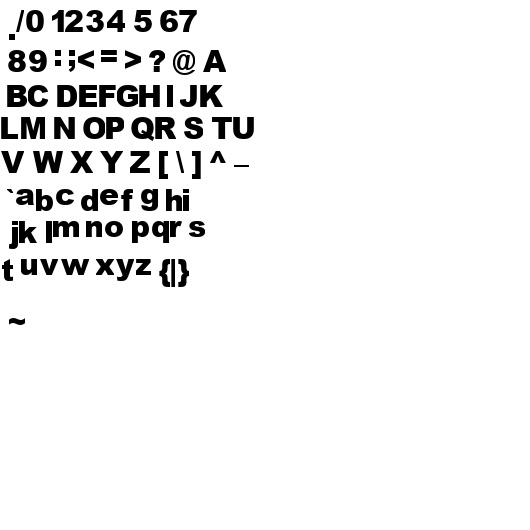 ./0 1234 5 67
89 : ;< = > ? @ A
BC DEFGH I JK
LM N OP QR S TU
V W X Y Z [ \ ] ^ _
`abc def g hi
jk lmno pqr s
t uvw xyz {|}
~